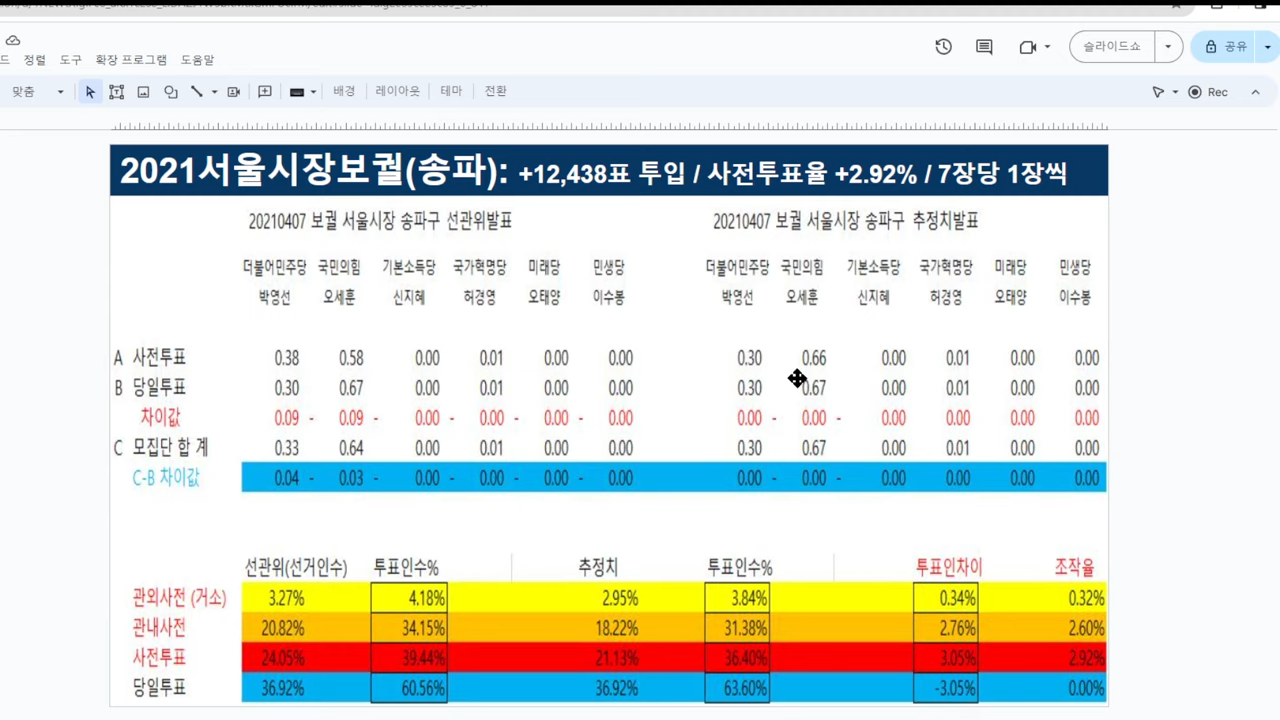 정렬 도구 확장 프로그램 도움말
슬라이드쇼 공유
맞춤 배경 레이아웃 테마 전환 Rec
2021서울시장보궐(송파): +12,438표 투입 / 사전투표율 +2.92% / 7장당 1장씩
20210407 보궐 서울시장 송파구 선관위발표 20210407 보궐 서울시장 송파구 추정치발표
더불어민주당 국민의힘 기본소득당 국가혁명당 미래당 민생당 더불어민주당 국민의힘 기본소득당 국가혁명당 미래당 민생당
박영선 오세훈 신지혜 허경영 오태양 이수봉 박영선 오세훈 신지혜 허경영 오태양 이수봉
A 사전투표 0.38 0.58 0.00 0.01 0.00 0.00 0.30 0.66 0.00 0.01 0.00 0.00
B 당일투표 0.30 0.67 0.00 0.01 0.00 0.00 0.30 0.67 0.00 0.01 0.00 0.00
차이값 0.09 - 0.09 - 0.00 - 0.00 - 0.00 - 0.00 0.00 - 0.00 - 0.00 0.00 0.00 0.00
C 모집단 합 계 0.33 0.64 0.00 0.01 0.00 0.00 0.30 0.67 0.00 0.01 0.00 0.00
C-B 차이값 0.04 - 0.03 - 0.00 - 0.00 - 0.00 - 0.00 0.00 - 0.00 - 0.00 0.00 0.00 0.00
선관위(선거인수) 투표인수% 추정치 투표인수% 투표인차이 조작율
관외사전 (거소) 3.27% 4.18% 2.95% 3.84% 0.34% 0.32%
관내사전 20.82% 34.15% 18.22% 31.38% 2.76% 2.60%
사전투표 24.05% 39.44% 21.13% 36.40% 3.05% 2.92%
당일투표 36.92% 60.56% 36.92% 63.60% -3.05% 0.00%